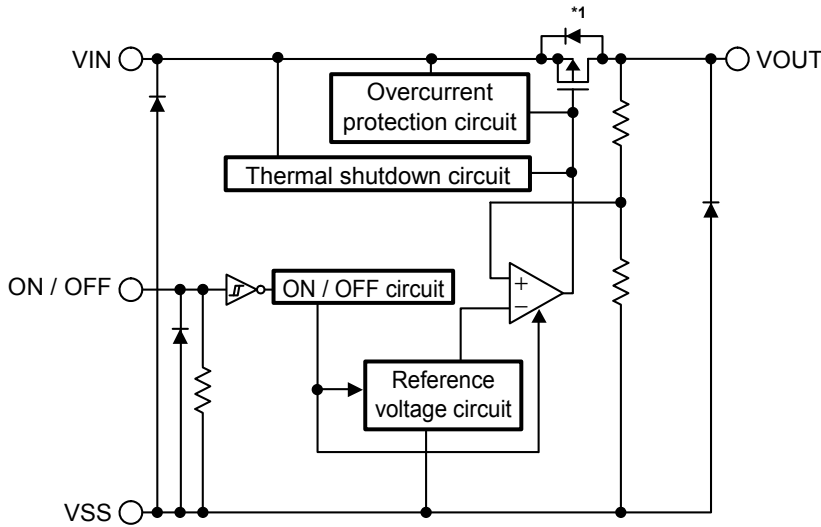 *1
VIN
VOUT
Overcurrent
protection circuit
Thermal shutdown circuit
ON / OFF
ON / OFF circuit
+
−
Reference
voltage circuit
VSS